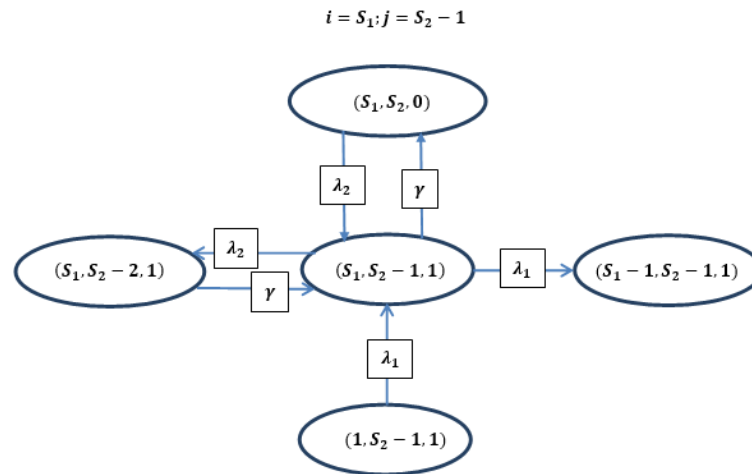 i = S₁; j = S₂ − 1
(S₁, S₂, 0)
λ₂
γ
(S₁, S₂ − 2, 1)
λ₂
γ
(S₁, S₂ − 1, 1)
λ₁
(S₁ − 1, S₂ − 1, 1)
λ₁
(1, S₂ − 1, 1)